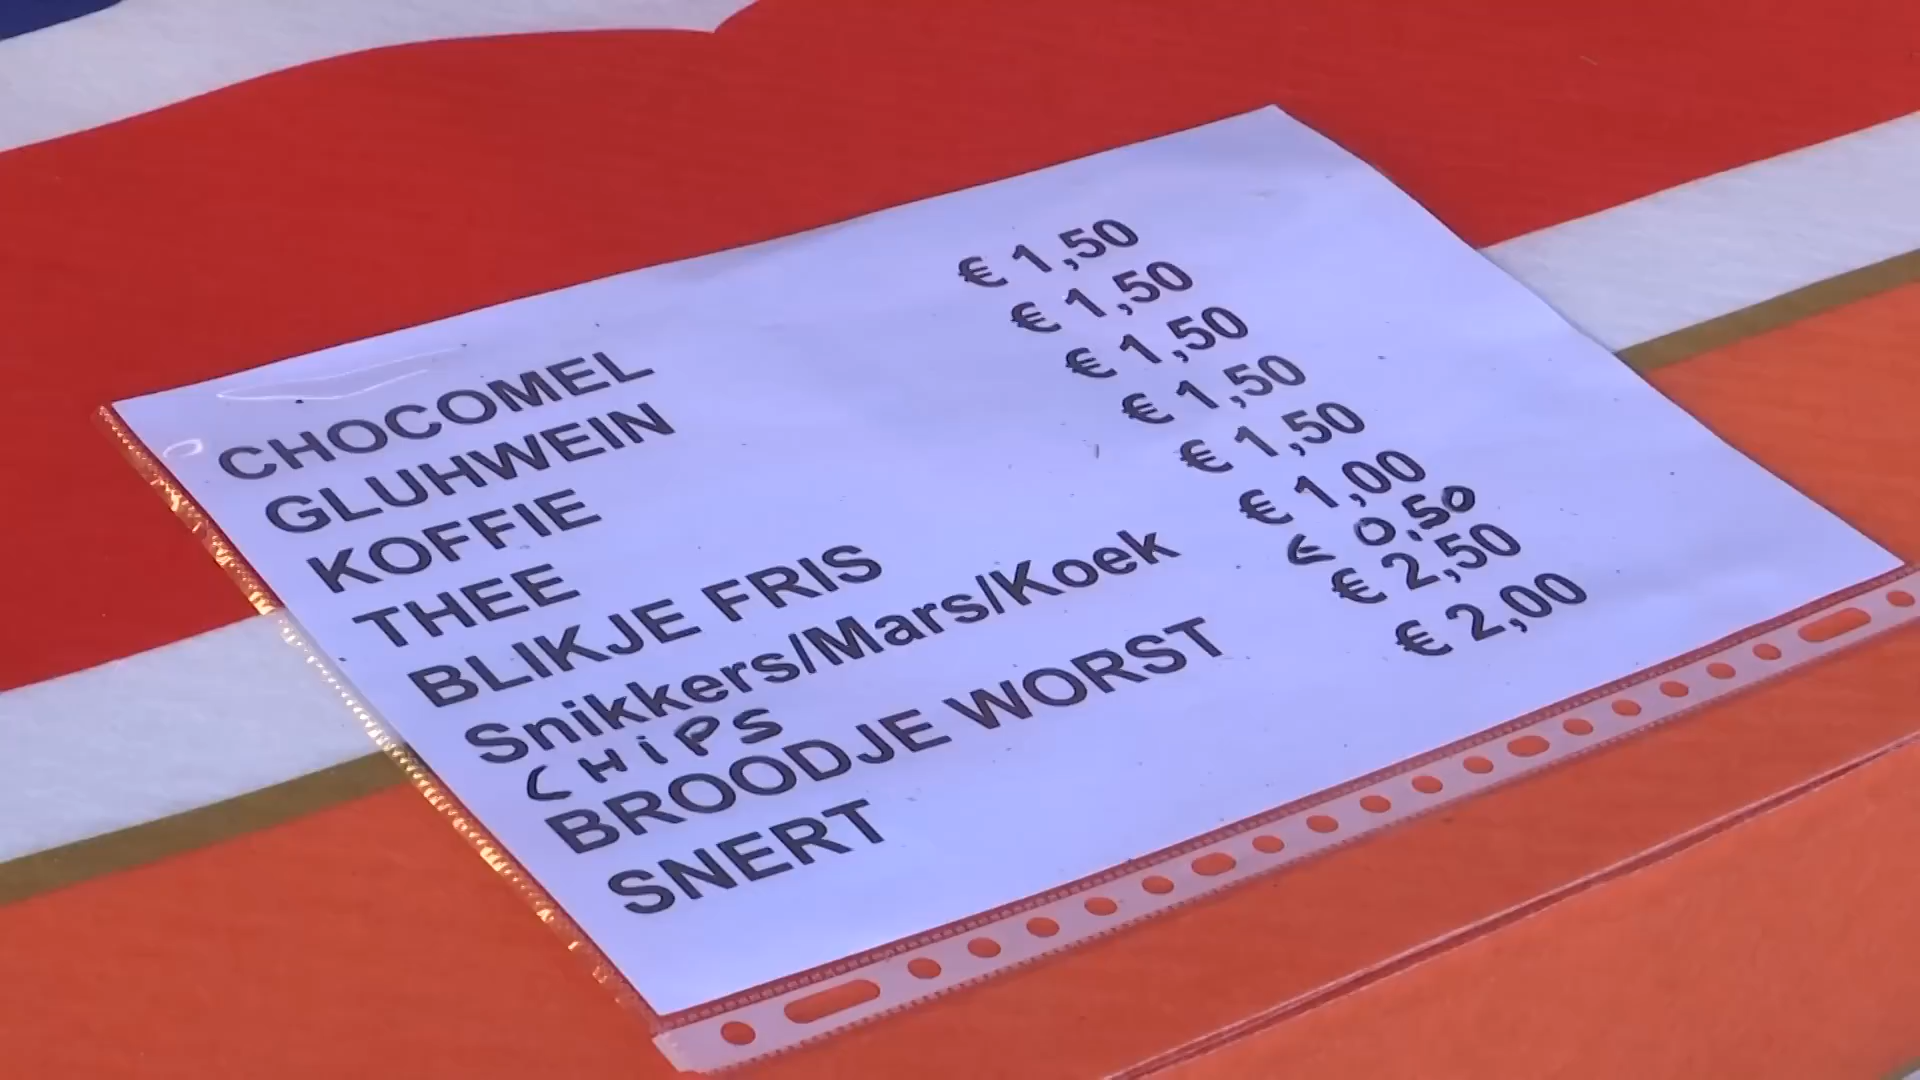 CHOCOMEL € 1,50
GLUHWEIN € 1,50
KOFFIE € 1,50
THEE € 1,50
BLIKJE FRIS € 1,50
Snikkers/Mars/Koek € 1,00
CHiPS € 0,50
BROODJE WORST € 2,50
SNERT € 2,00